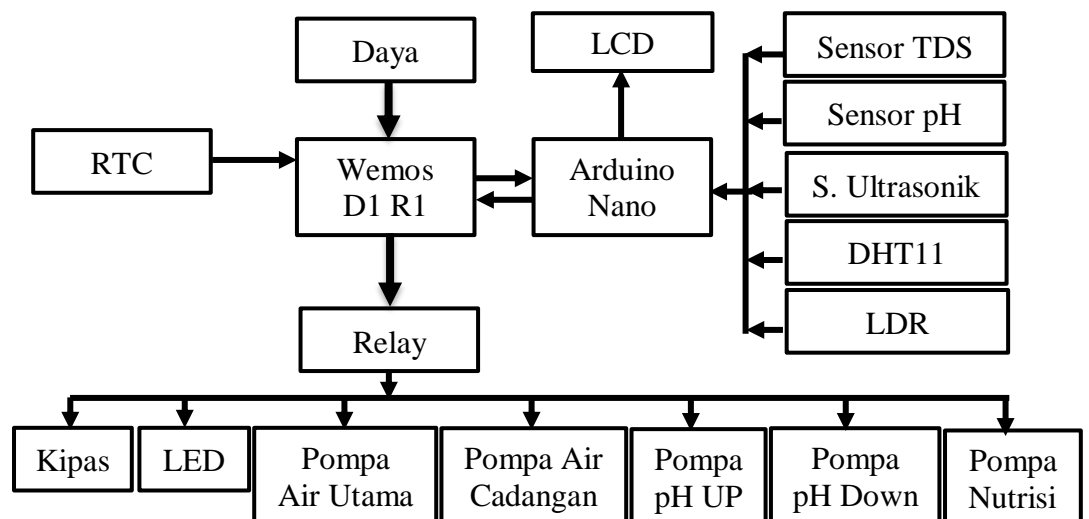 Daya
LCD
Sensor TDS
Sensor pH
RTC
Wemos
D1 R1
Arduino
Nano
S. Ultrasonik
DHT11
LDR
Relay
Kipas
LED
Pompa
Air Utama
Pompa Air
Cadangan
Pompa
pH UP
Pompa
pH Down
Pompa
Nutrisi